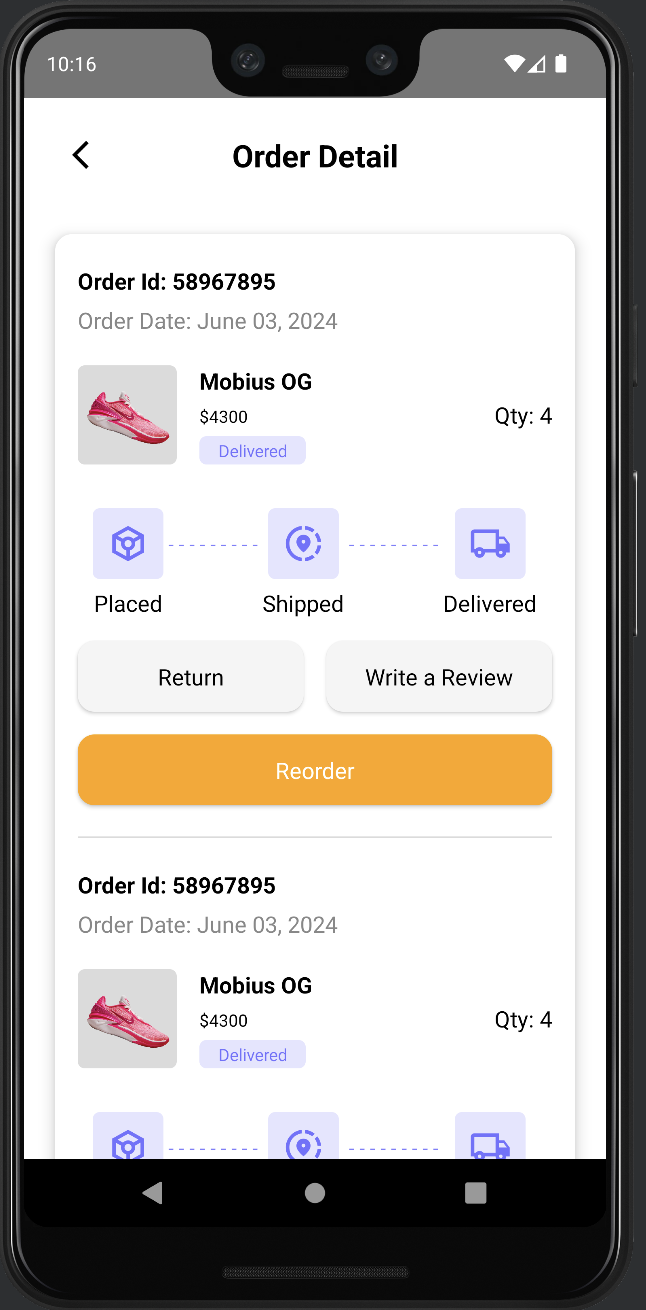 10:16
Order Detail
Order Id: 58967895
Order Date: June 03, 2024
Mobius OG
$4300
Qty: 4
Delivered
Placed
Shipped
Delivered
Return
Write a Review
Reorder
Order Id: 58967895
Order Date: June 03, 2024
Mobius OG
$4300
Qty: 4
Delivered